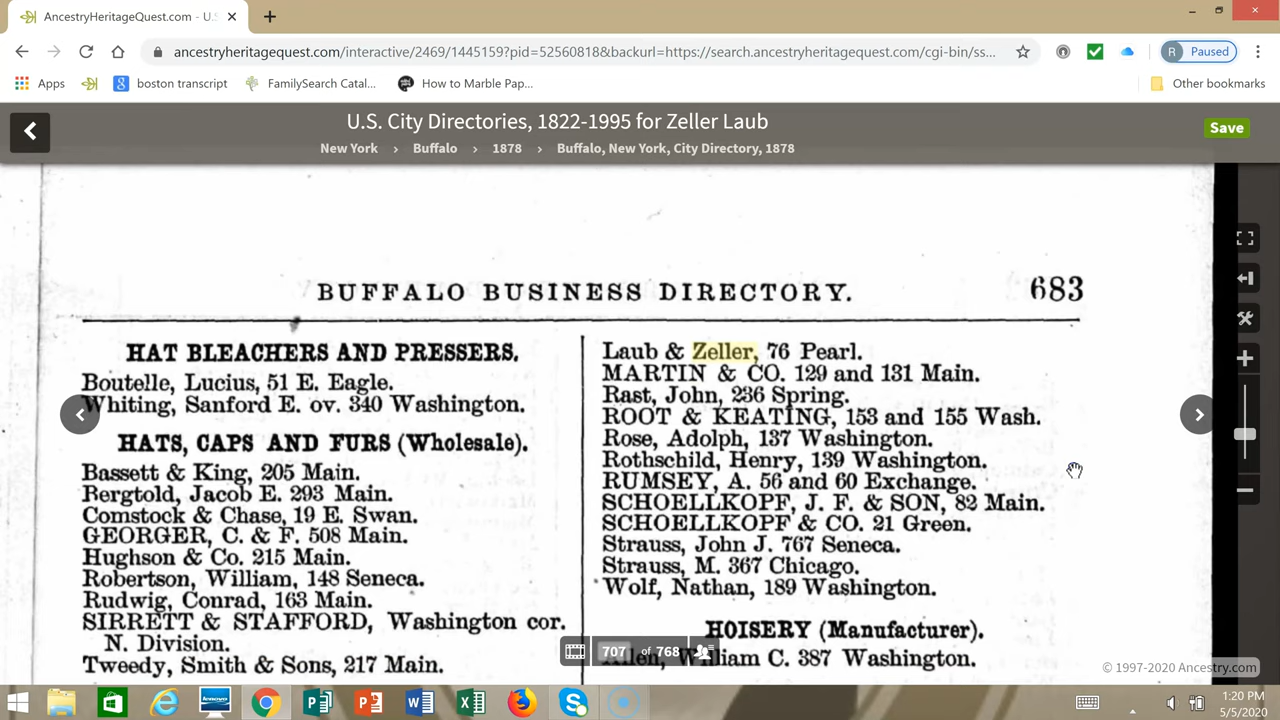 AncestryHeritageQuest.com - U.S
ancestryheritagequest.com/interactive/2469/1445159?pid=52560818&backurl=https://search.ancestryheritagequest.com/cgi-bin/ss...
R Paused
Apps
boston transcript
FamilySearch Catal...
How to Marble Pap...
Other bookmarks
U.S. City Directories, 1822-1995 for Zeller Laub
New York > Buffalo > 1878 > Buffalo, New York, City Directory, 1878
Save
BUFFALO BUSINESS DIRECTORY. 683
HAT BLEACHERS AND PRESSERS.
Boutelle, Lucius, 51 E. Eagle.
Whiting, Sanford E. ov. 340 Washington.
HATS, CAPS AND FURS (Wholesale).
Bassett & King, 205 Main.
Bergtold, Jacob E. 293 Main.
Comstock & Chase, 19 E. Swan.
GEORGER, C. & F. 508 Main.
Hughson & Co. 215 Main.
Robertson, William, 148 Seneca.
Rudwig, Conrad, 163 Main.
SIRRETT & STAFFORD, Washington cor.
N. Division.
Tweedy, Smith & Sons, 217 Main.
Laub & Zeller, 76 Pearl.
MARTIN & CO. 129 and 131 Main.
Rast, John, 236 Spring.
ROOT & KEATING, 153 and 155 Wash.
Rose, Adolph, 137 Washington.
Rothschild, Henry, 139 Washington.
RUMSEY, A. 56 and 60 Exchange.
SCHOELLKOPF, J. F. & SON, 82 Main.
SCHOELLKOPF & CO. 21 Green.
Strauss, John J. 767 Seneca.
Strauss, M. 367 Chicago.
Wolf, Nathan, 189 Washington.
HOISERY (Manufacturer).
Allen, William C. 387 Washington.
707 of 768
© 1997-2020 Ancestry.com
lenovo
1:20 PM
5/5/2020